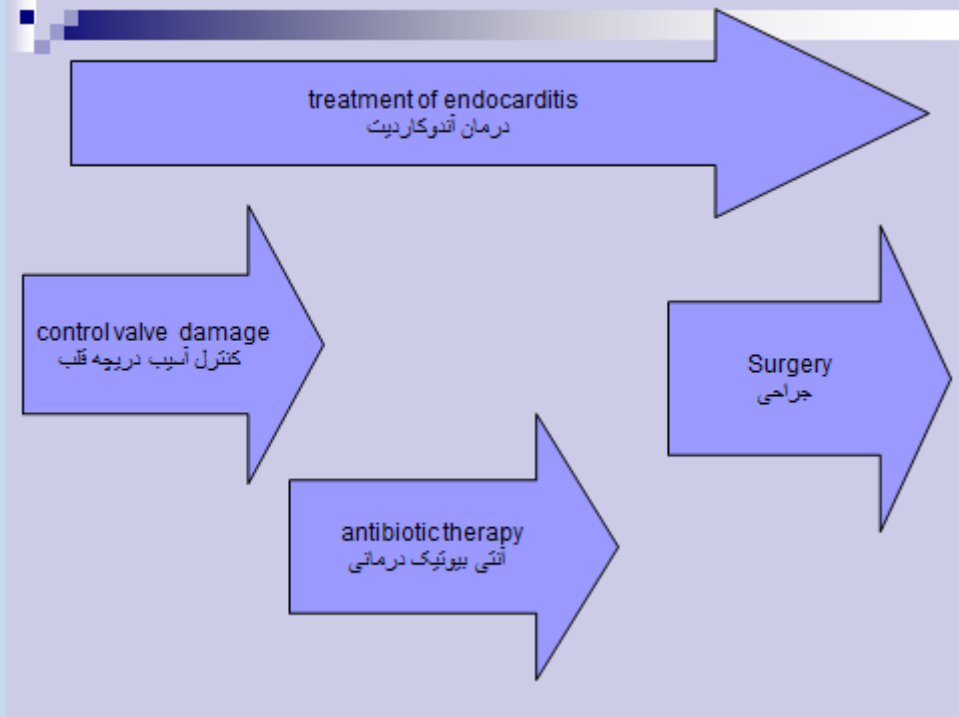 treatment of endocarditis
درمان آندوکاردیت
control valve damage
کنترل آسیب دریچه قلب
Surgery
جراحی
antibiotic therapy
آنتی بیوتیک درمانی